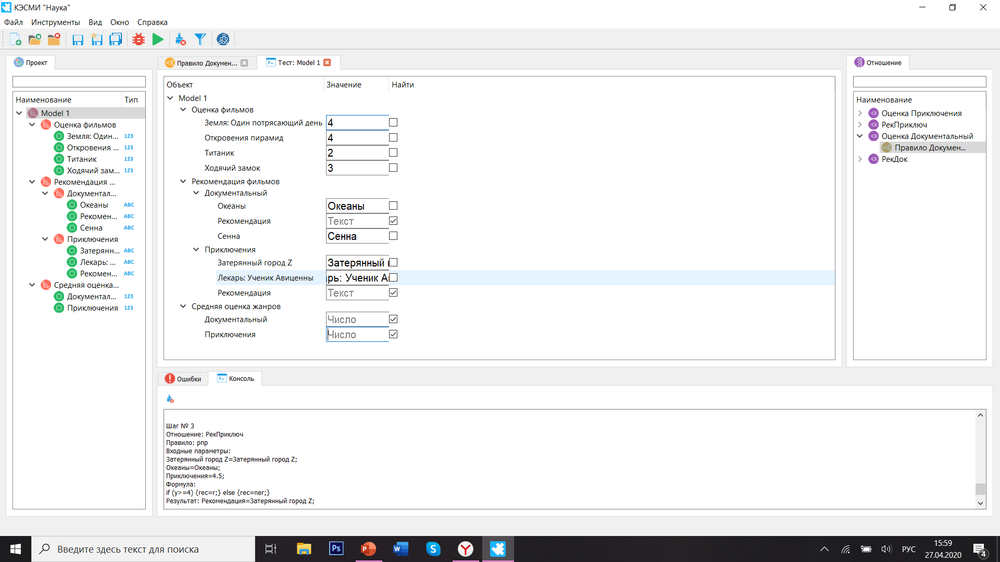 КЭСМИ "Наука"
Файл Инструменты Вид Окно Справка
Проект
Наименование Тип
Model 1
Оценка фильмов
Земля: Один... 123
Откровения ... 123
Титаник 123
Ходячий зам... 123
Рекомендация ...
Документал...
Океаны ABC
Рекомен... ABC
Сенна ABC
Приключения
Затерянн... ABC
Лекарь: ... ABC
Рекомен... ABC
Средняя оценка...
Документал... 123
Приключения 123
Правило Докумен... Тест: Model 1
Объект Значение Найти
Model 1
Оценка фильмов
Земля: Один потрясающий день 4
Откровения пирамид 4
Титаник 2
Ходячий замок 3
Рекомендация фильмов
Документальный
Океаны Океаны
Рекомендация Текст
Сенна Сенна
Приключения
Затерянный город Z Затерянный
Лекарь: Ученик Авиценны рь: Ученик Ав
Рекомендация Текст
Средняя оценка жанров
Документальный Число
Приключения Число
Отношение
Наименование
Оценка Приключения
РекПриключ
Оценка Документальный
Правило Докумен...
РекДок
Ошибки Консоль
Шаг № 3
Отношение: РекПриключ
Правило: рпр
Входные параметры:
Затерянный город Z=Затерянный город Z;
Океаны=Океаны;
Приключения=4.5;
Формула:
if (y>=4) {rec=r;} else {rec=ner;}
Результат: Рекомендация=Затерянный город Z;
Введите здесь текст для поиска
Ps
P
W
S
Y
РУС
15:59
27.04.2020
4